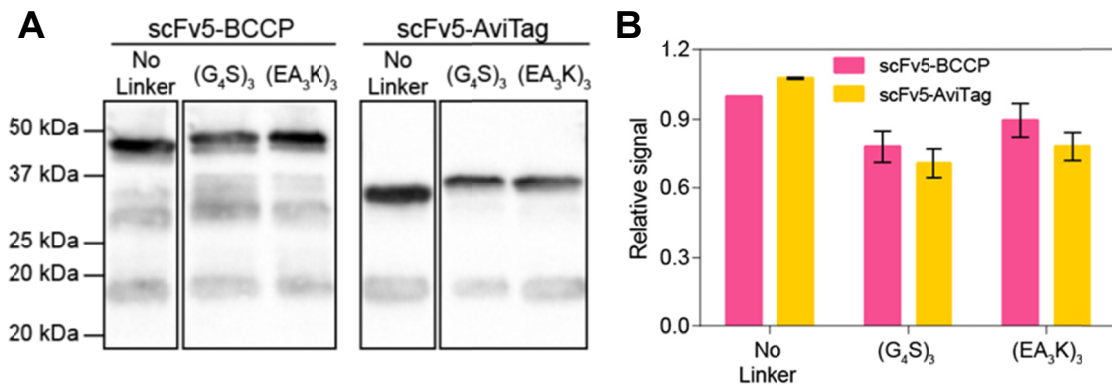 A
scFv5-BCCP
scFv5-AviTag
No
Linker
(G₄S)₃
(EA₃K)₃
No
Linker
(G₄S)₃
(EA₃K)₃
50 kDa
37 kDa
25 kDa
20 kDa
20 kDa
B
Relative signal
1.2
0.9
0.6
0.3
0.0
scFv5-BCCP
scFv5-AviTag
No
Linker
(G₄S)₃
(EA₃K)₃